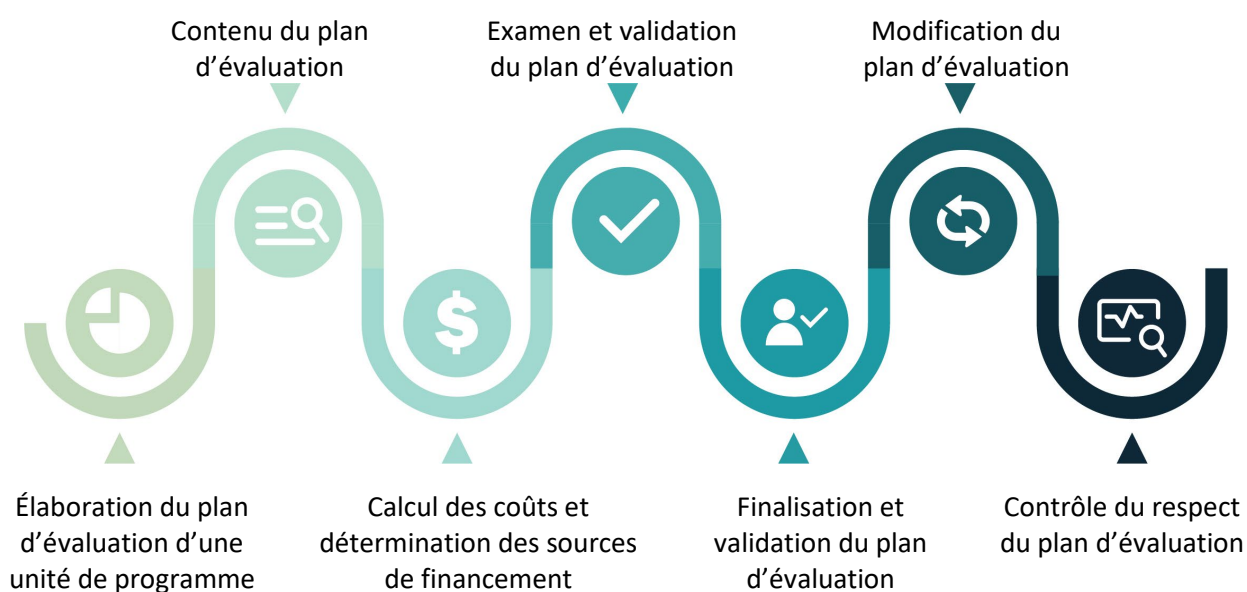 Contenu du plan
d’évaluation
Examen et validation
du plan d’évaluation
Modification du
plan d’évaluation
$
Élaboration du plan
d’évaluation d’une
unité de programme
Calcul des coûts et
détermination des sources
de financement
Finalisation et
validation du plan
d’évaluation
Contrôle du respect
du plan d’évaluation